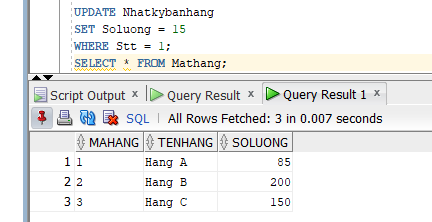 UPDATE Nhatkybanhang
SET Soluong = 15
WHERE Stt = 1;
SELECT * FROM Mathang;
Script Output × Query Result × Query Result 1 ×
SQL | All Rows Fetched: 3 in 0.007 seconds
MAHANG TENHANG SOLUONG
1 1 Hang A 85
2 2 Hang B 200
3 3 Hang C 150